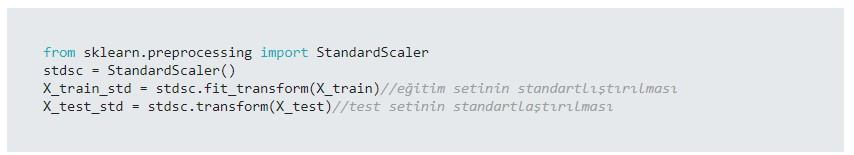 from sklearn.preprocessing import StandardScaler
stdsc = StandardScaler()
X_train_std = stdsc.fit_transform(X_train)//eğitim setinin standartlıştırılması
X_test_std = stdsc.transform(X_test)//test setinin standartlaştırılması